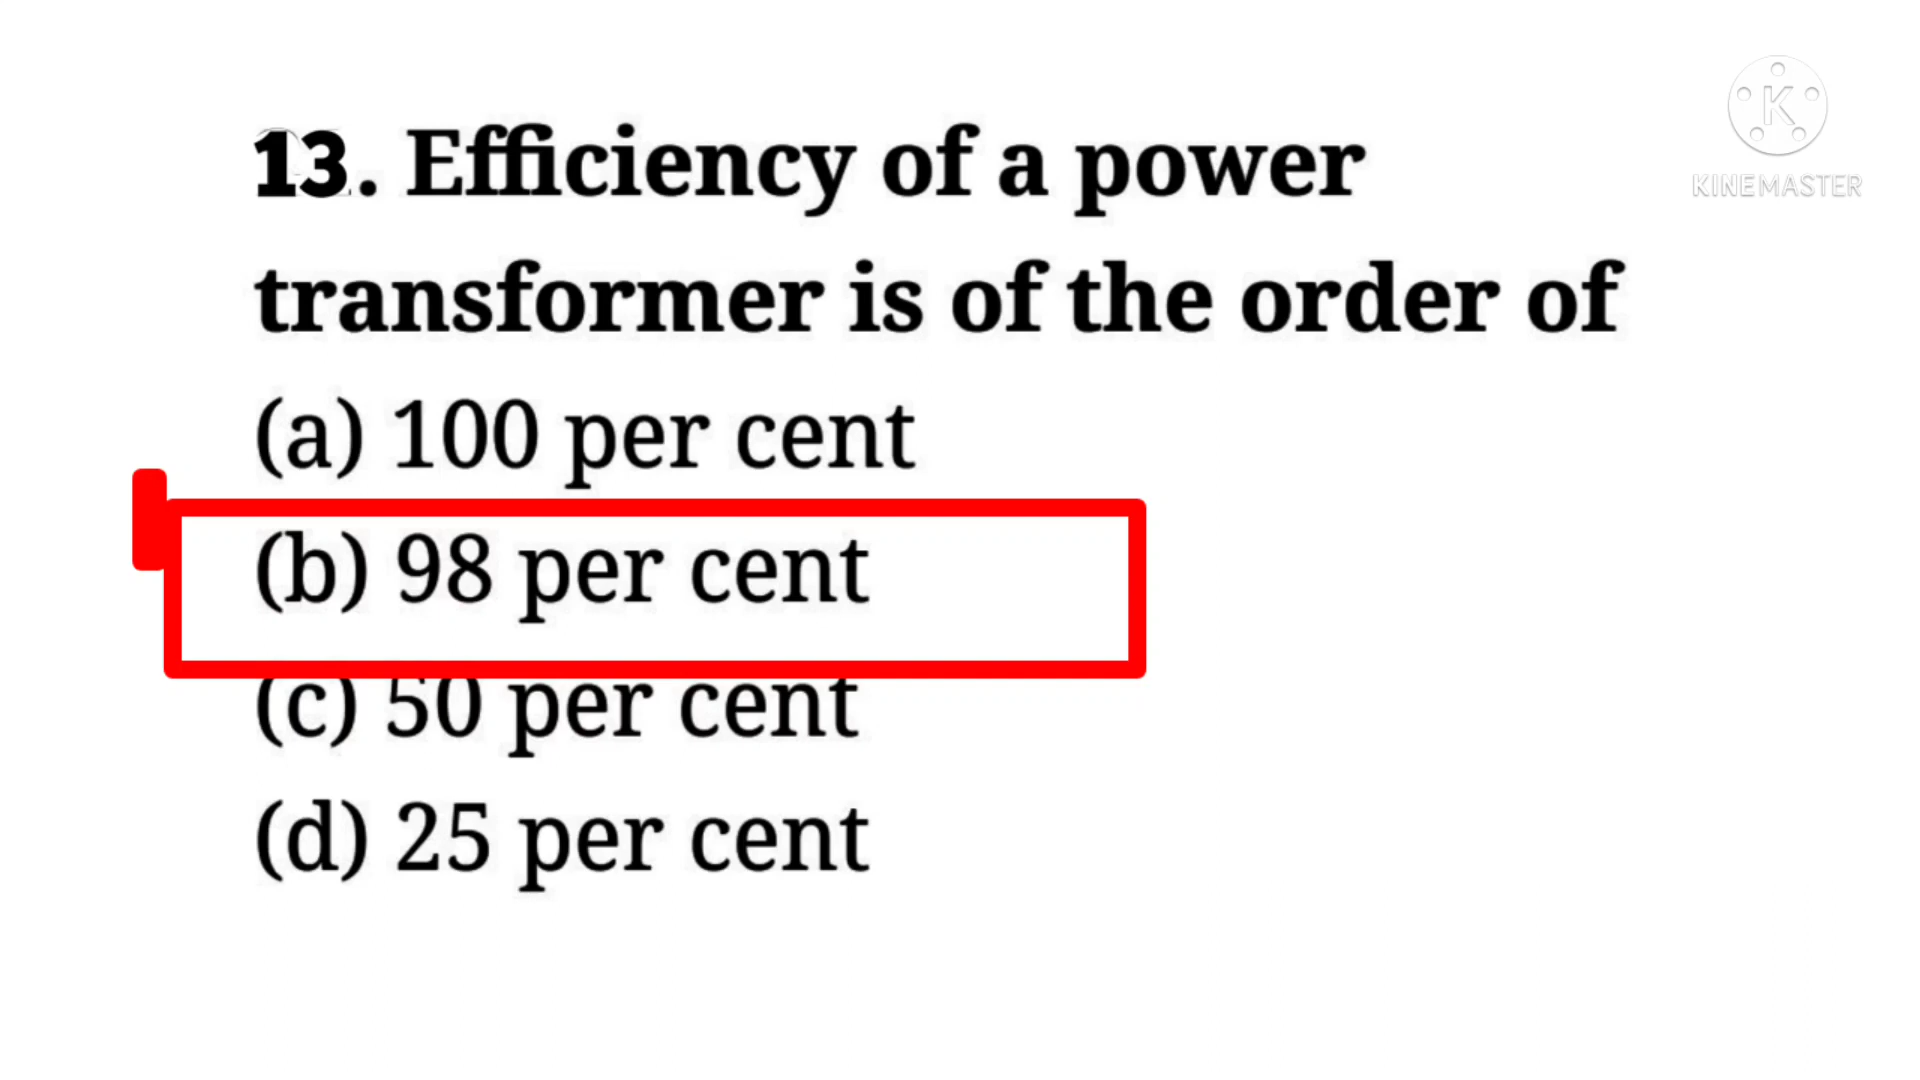 13. Efficiency of a power
transformer is of the order of
(a) 100 per cent
(b) 98 per cent
(c) 50 per cent
(d) 25 per cent
K
KINEMASTER